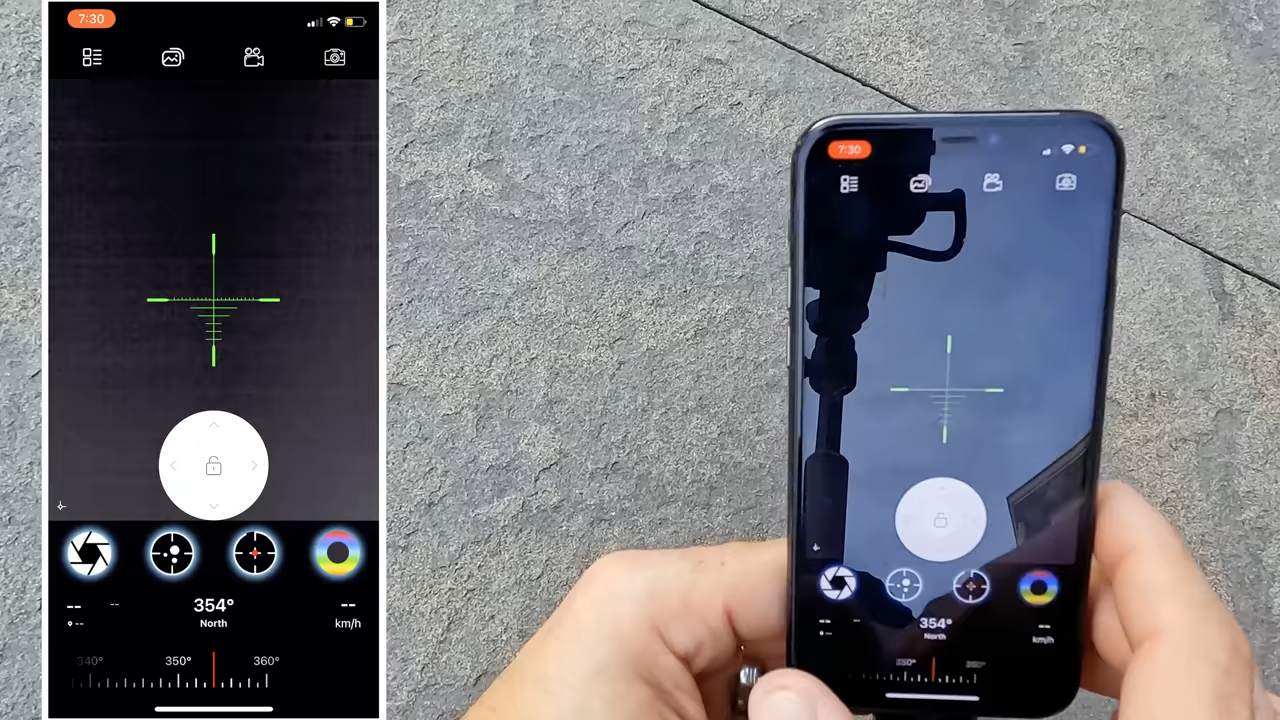 7:30
-- -- 354° --
-- North km/h
340° 350° 360°
7:30
-- -- 354° --
-- North km/h
350° 360°